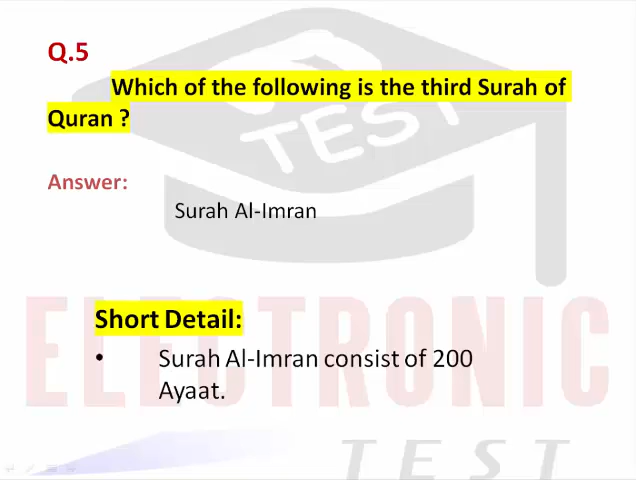 Q.5
Which of the following is the third Surah of
Quran ?
Answer:
Surah Al-Imran
Short Detail:
• Surah Al-Imran consist of 200
Ayaat.
TEST
ELECTRONIC
TEST